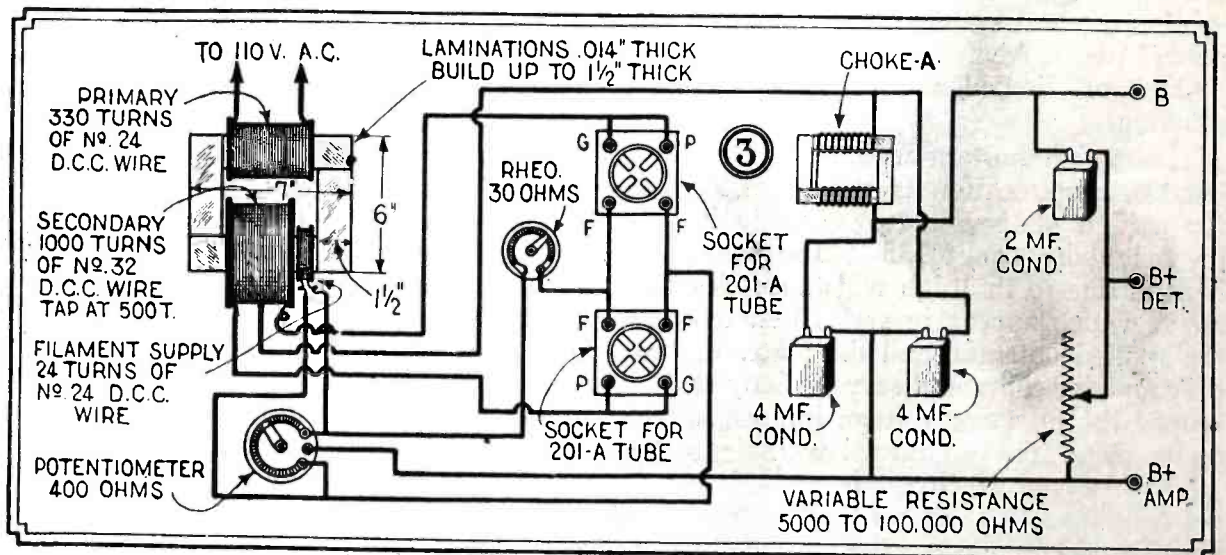 TO 110 V. A.C.
LAMINATIONS .014" THICK
BUILD UP TO 1½" THICK
PRIMARY
330 TURNS
OF Nº. 24
D.C.C. WIRE
7"
6"
1½"
SECONDARY
1000 TURNS
OF Nº. 32
D.C.C. WIRE
TAP AT 500 T.
FILAMENT SUPPLY
24 TURNS OF
Nº. 24 D.C.C.
WIRE
POTENTIOMETER
400 OHMS
RHEO.
30 OHMS
G P
F F
SOCKET
FOR
201-A
TUBE
F F
P G
SOCKET FOR
201-A TUBE
3
CHOKE-A.
4 MF.
COND.
4 MF.
COND.
2 MF.
COND.
VARIABLE RESISTANCE
5000 TO 100.000 OHMS
B̅
B+
DET.
B+
AMP.